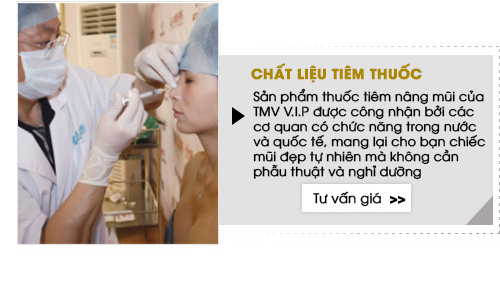 CHẤT LIỆU TIÊM THUỐC
Sản phẩm thuốc tiêm nâng mũi của
TMV V.I.P được công nhận bởi các
cơ quan có chức năng trong nước
và quốc tế, mang lại cho bạn chiếc
mũi đẹp tự nhiên mà không cần
phẫu thuật và nghỉ dưỡng
Tư vấn giá >>